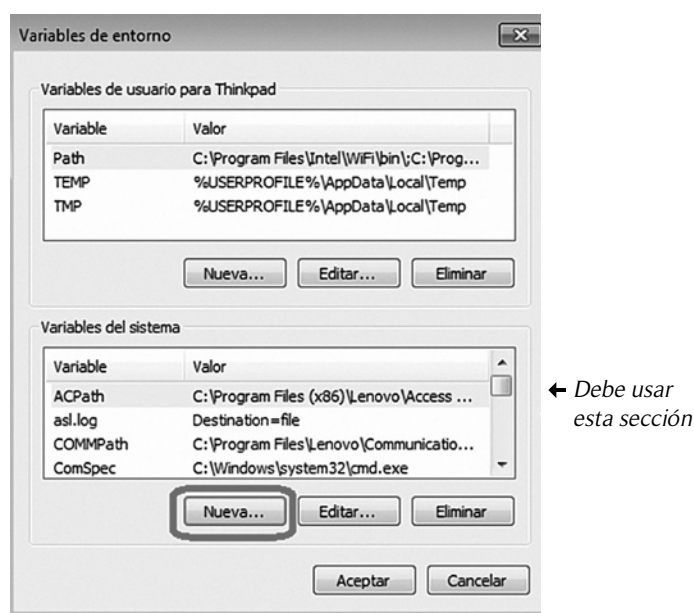 Variables de entorno
Variables de usuario para Thinkpad
Variable Valor
Path C:\Program Files\Intel\WiFi\bin\;C:\Prog...
TEMP %USERPROFILE%\AppData\Local\Temp
TMP %USERPROFILE%\AppData\Local\Temp
Nueva... Editar... Eliminar
Variables del sistema
Variable Valor
ACPath C:\Program Files (x86)\Lenovo\Access ...
asl.log Destination=file
COMMPath C:\Program Files\Lenovo\Communicatio...
ComSpec C:\Windows\system32\cmd.exe
Nueva... Editar... Eliminar
Debe usar
esta sección
Aceptar Cancelar